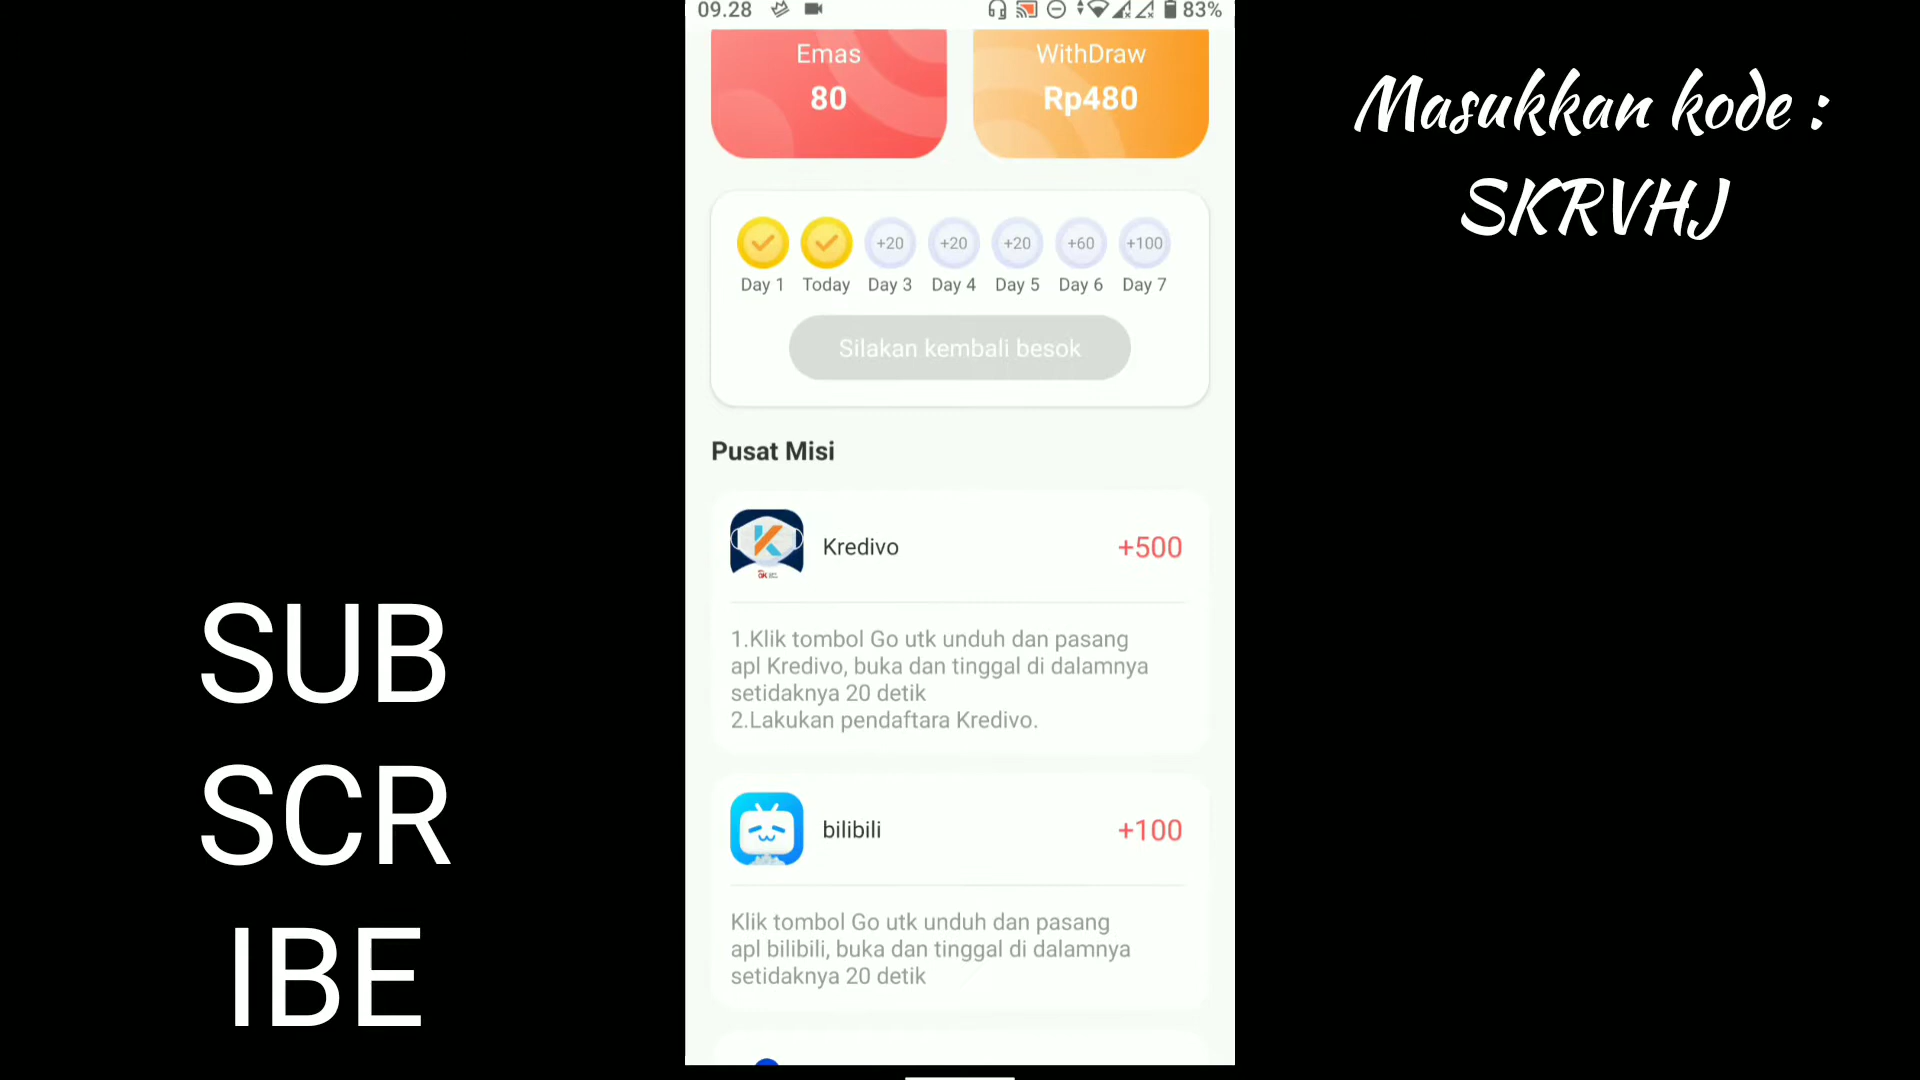 09.28
83%
Emas
80
WithDraw
Rp480
+20
+20
+20
+60
+100
Day 1
Today
Day 3
Day 4
Day 5
Day 6
Day 7
Silakan kembali besok
Pusat Misi
Kredivo
+500
1.Klik tombol Go utk unduh dan pasang
apl Kredivo, buka dan tinggal di dalamnya
setidaknya 20 detik
2.Lakukan pendaftara Kredivo.
bilibili
+100
Klik tombol Go utk unduh dan pasang
apl bilibili, buka dan tinggal di dalamnya
setidaknya 20 detik
SUB
SCR
IBE
Masukkan kode :
SKRVHJ